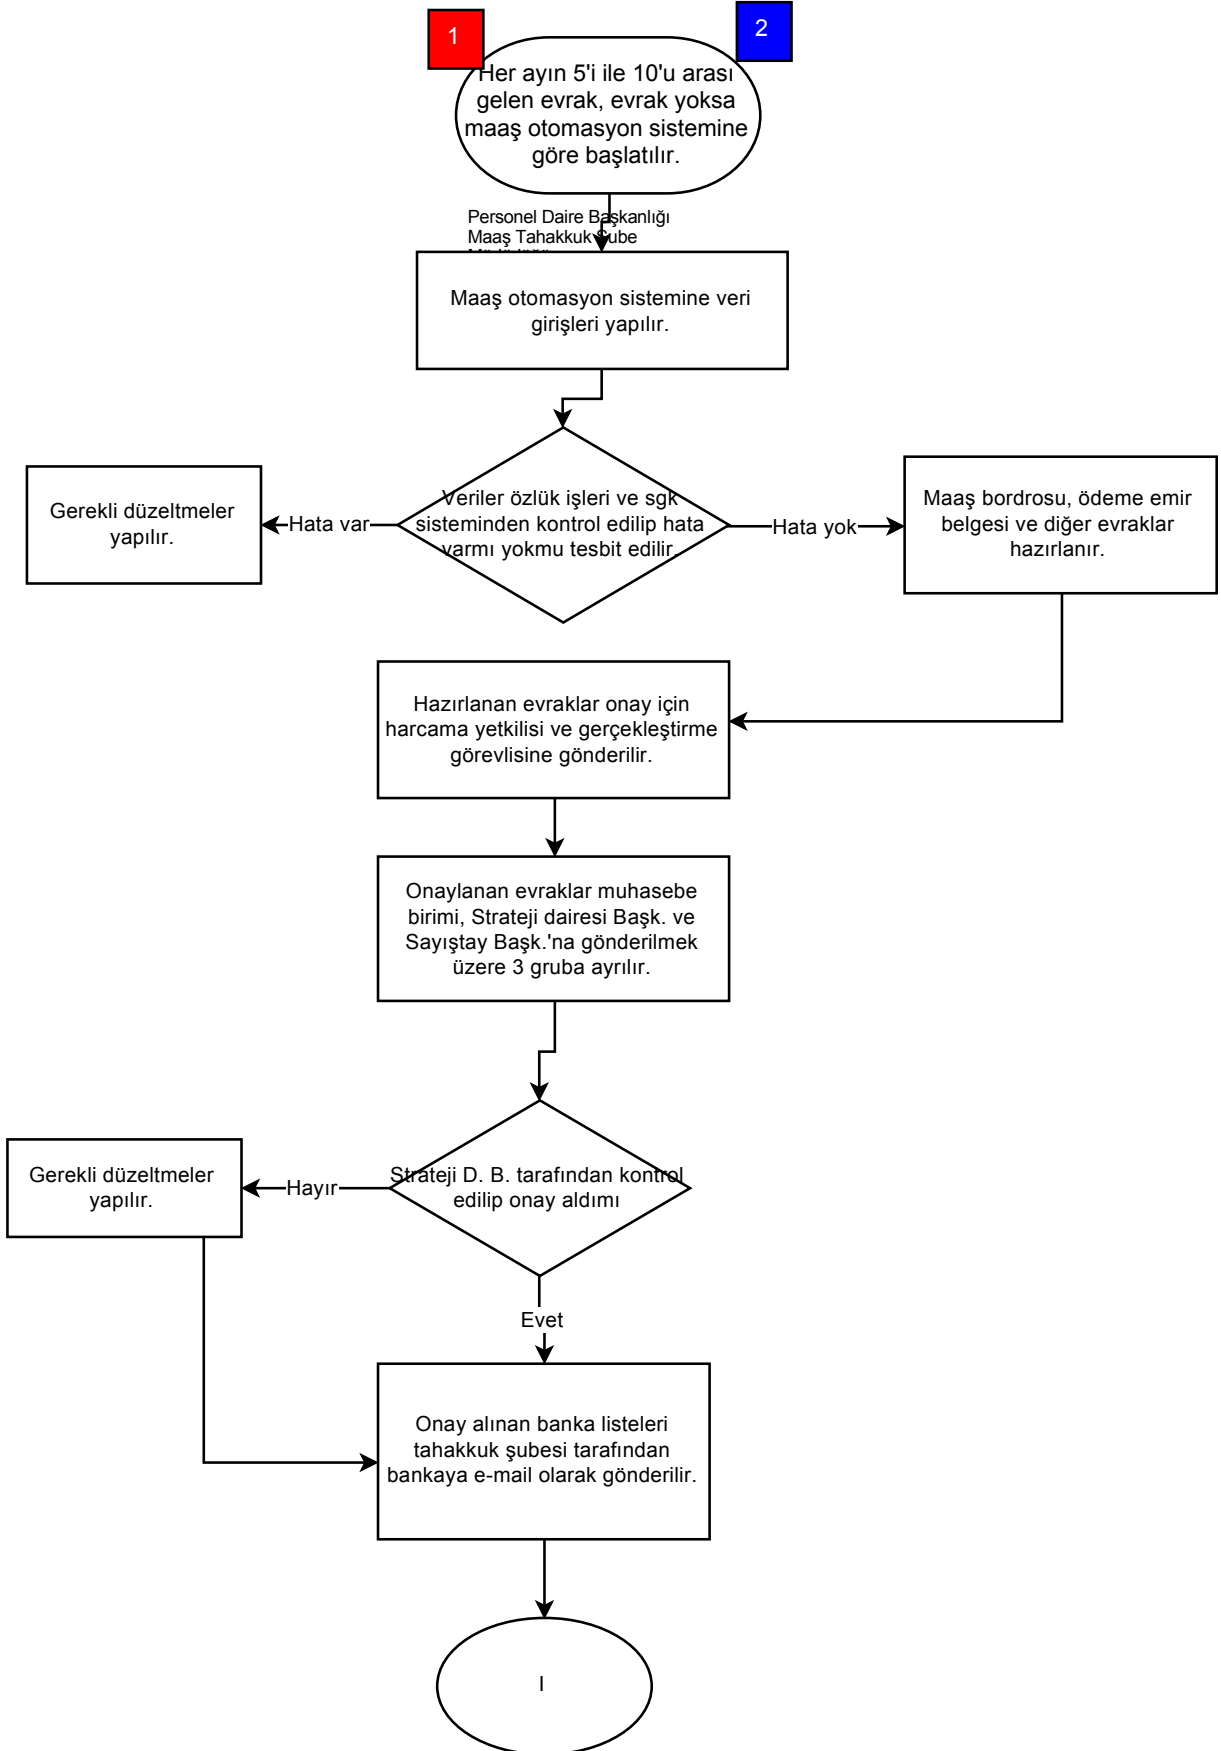 1
2
Her ayın 5'i ile 10'u arası
gelen evrak, evrak yoksa
maaş otomasyon sistemine
göre başlatılır.
Personel Daire Başkanlığı
Maaş Tahakkuk Şube
Maaş otomasyon sistemine veri
girişleri yapılır.
Veriler özlük işleri ve sgk
sisteminden kontrol edilip hata
varmı yokmu tesbit edilir.
Gerekli düzeltmeler
yapılır.
Hata var
Hata yok
Maaş bordrosu, ödeme emir
belgesi ve diğer evraklar
hazırlanır.
Hazırlanan evraklar onay için
harcama yetkilisi ve gerçekleştirme
görevlisine gönderilir.
Onaylanan evraklar muhasebe
birimi, Strateji dairesi Başk. ve
Sayıştay Başk.'na gönderilmek
üzere 3 gruba ayrılır.
Strateji D. B. tarafından kontrol
edilip onay aldımı
Hayır
Gerekli düzeltmeler
yapılır.
Evet
Onay alınan banka listeleri
tahakkuk şubesi tarafından
bankaya e-mail olarak gönderilir.
I